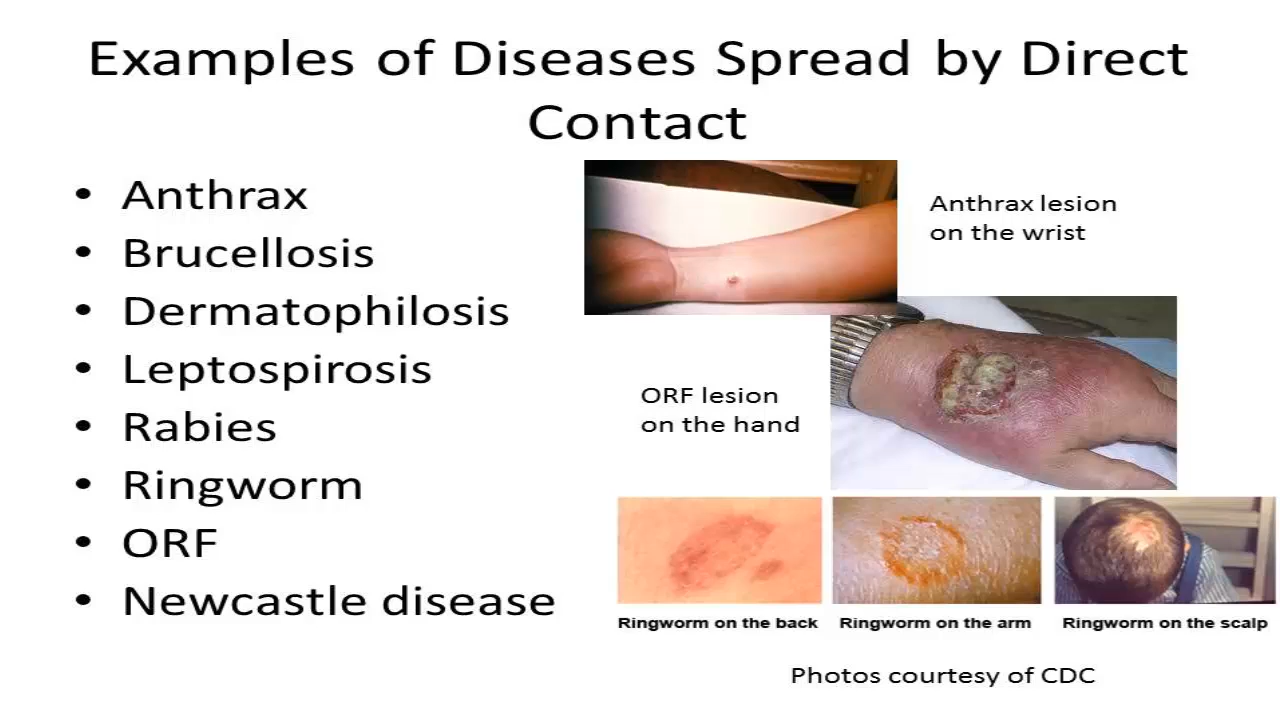 Examples of Diseases Spread by Direct
Contact
• Anthrax
• Brucellosis
• Dermatophilosis
• Leptospirosis
• Rabies
• Ringworm
• ORF
• Newcastle disease
Anthrax lesion
on the wrist
ORF lesion
on the hand
Ringworm on the back
Ringworm on the arm
Ringworm on the scalp
Photos courtesy of CDC